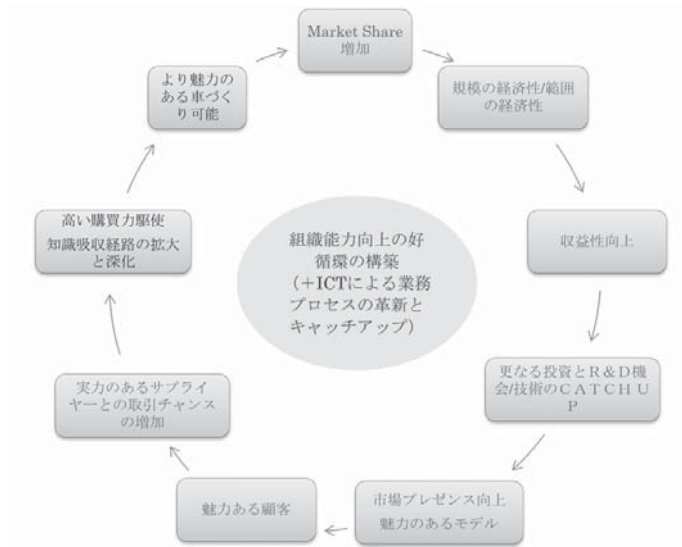 Market Share
増加
規模の経済性/範囲
の経済性
収益性向上
更なる投資とR＆D機
会/技術のＣＡＴＣＨＵ
Ｐ
市場プレゼンス向上
魅力のあるモデル
魅力ある顧客
実力のあるサプライ
ヤーとの取引チャンス
の増加
高い購買力駆使
知識吸収経路の拡大
と深化
より魅力の
ある車づく
り可能
組織能力向上の好
循環の構築
（＋ICTによる業務
プロセスの革新と
キャッチアップ）